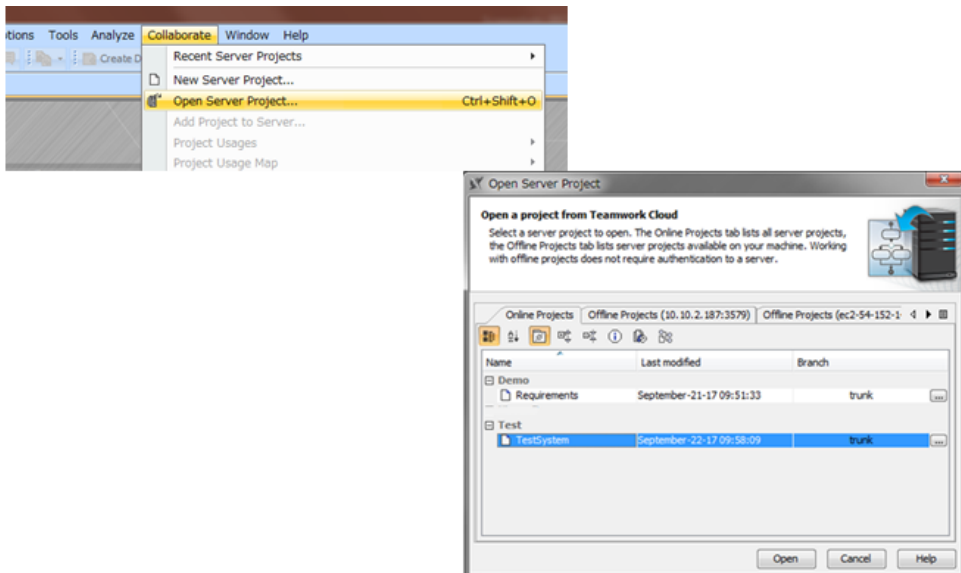 Tools Analyze Collaborate Window Help
Create D
Recent Server Projects
New Server Project...
Open Server Project... Ctrl+Shift+O
Add Project to Server...
Project Usages
Project Usage Map
Open Server Project
Open a project from Teamwork Cloud
Select a server project to open. The Online Projects tab lists all server projects,
the Offline Projects tab lists server projects available on your machine. Working
with offline projects does not require authentication to a server.
Online Projects Offline Projects (10.10.2.187:3579) Offline Projects (ec2-54-152-1
Name Last modified Branch
Demo
Requirements September-21-17 09:51:33 trunk ...
Test
TestSystem September-22-17 09:58:09 trunk ...
Open Cancel Help